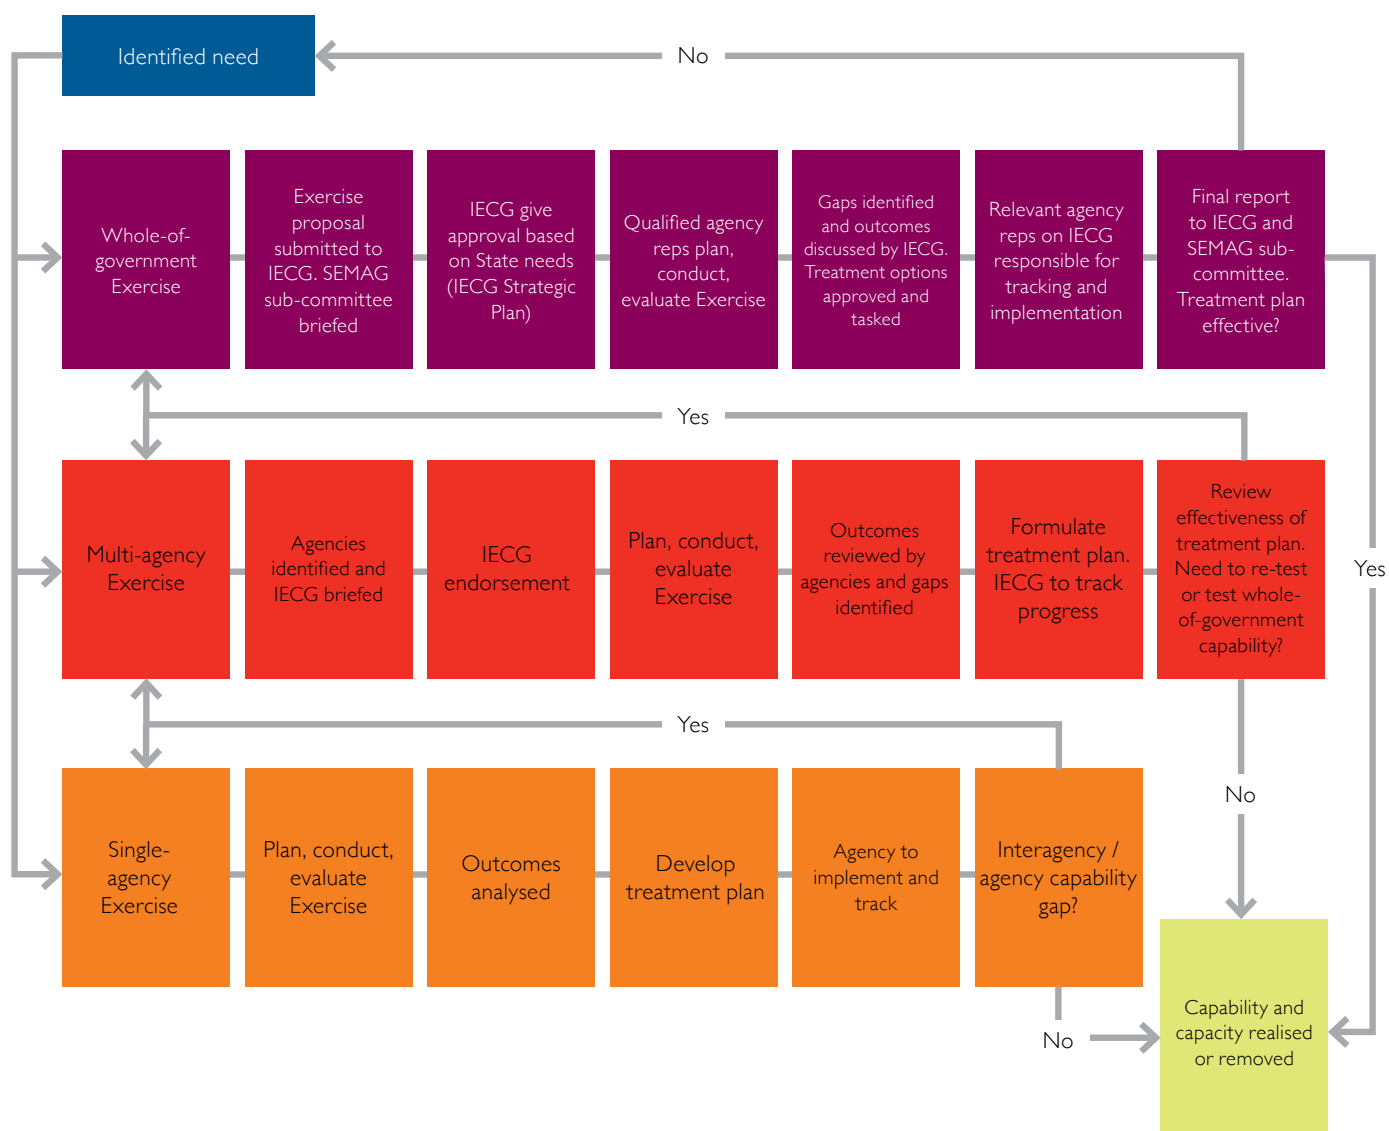 Identified need
No
Whole-of-
government
Exercise
Exercise
proposal
submitted to
IECG. SEMAG
sub-committee
briefed
IECG give
approval based
on State needs
(IECG Strategic
Plan)
Qualified agency
reps plan,
conduct,
evaluate Exercise
Gaps identified
and outcomes
discussed by IECG.
Treatment options
approved and
tasked
Relevant agency
reps on IECG
responsible for
tracking and
implementation
Final report
to IECG and
SEMAG sub-
committee.
Treatment plan
effective?
Yes
Yes
Multi-agency
Exercise
Agencies
identified and
IECG briefed
IECG
endorsement
Plan, conduct,
evaluate
Exercise
Outcomes
reviewed by
agencies and gaps
identified
Formulate
treatment plan.
IECG to track
progress
Review
effectiveness of
treatment plan.
Need to re-test
or test whole-
of-government
capability?
Yes
No
Single-
agency
Exercise
Plan, conduct,
evaluate
Exercise
Outcomes
analysed
Develop
treatment plan
Agency to
implement and
track
Interagency /
agency capability
gap?
No
Capability and
capacity realised
or removed